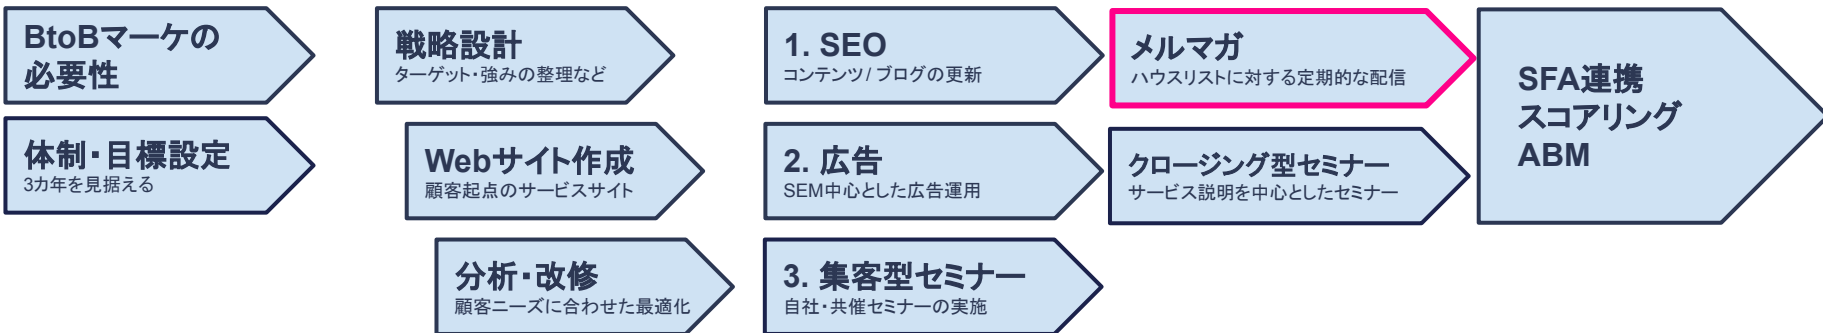 BtoBマーケの
必要性
体制・目標設定
3カ年を見据える
戦略設計
ターゲット・強みの整理など
Webサイト作成
顧客起点のサービスサイト
分析・改修
顧客ニーズに合わせた最適化
1. SEO
コンテンツ/ ブログの更新
2. 広告
SEM中心とした広告運用
3. 集客型セミナー
自社・共催セミナーの実施
メルマガ
ハウスリストに対する定期的な配信
クロージング型セミナー
サービス説明を中心としたセミナー
SFA連携
スコアリング
ABM